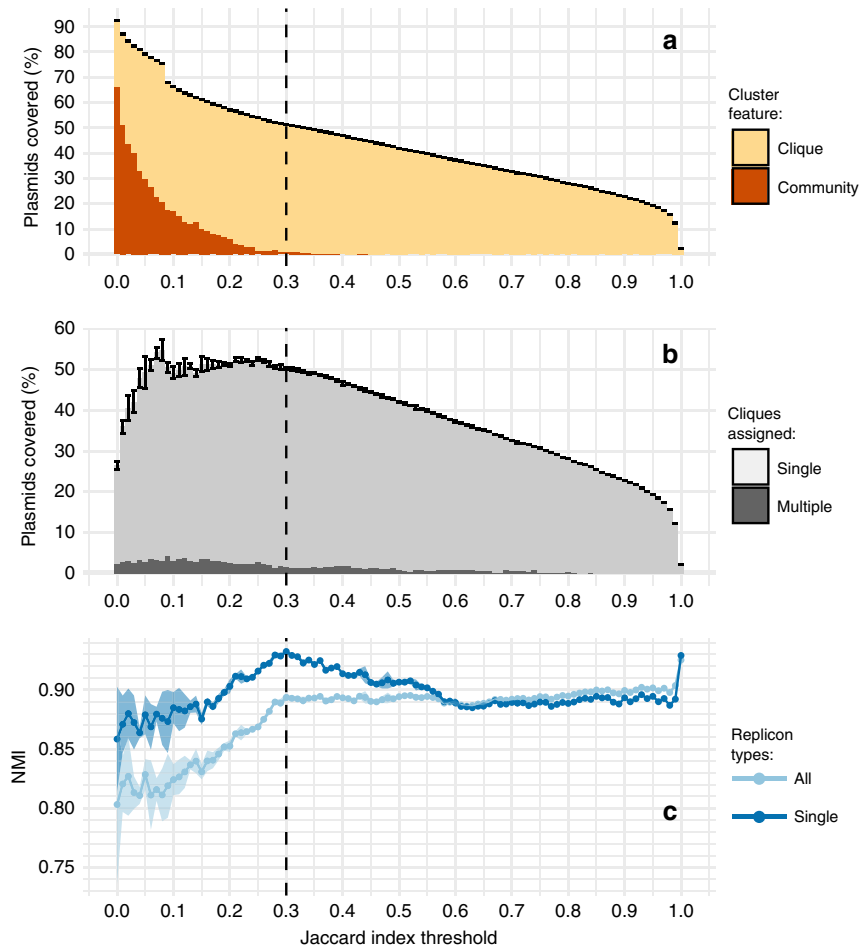 a
90
80
70
60
50
40
30
20
10
0
Plasmids covered (%)
0.0 0.1 0.2 0.3 0.4 0.5 0.6 0.7 0.8 0.9 1.0
Cluster
feature:
Clique
Community
b
60
50
40
30
20
10
0
Plasmids covered (%)
0.0 0.1 0.2 0.3 0.4 0.5 0.6 0.7 0.8 0.9 1.0
Cliques
assigned:
Single
Multiple
0.90
0.85
0.80
0.75
NMI
c
0.0 0.1 0.2 0.3 0.4 0.5 0.6 0.7 0.8 0.9 1.0
Jaccard index threshold
Replicon
types:
All
Single